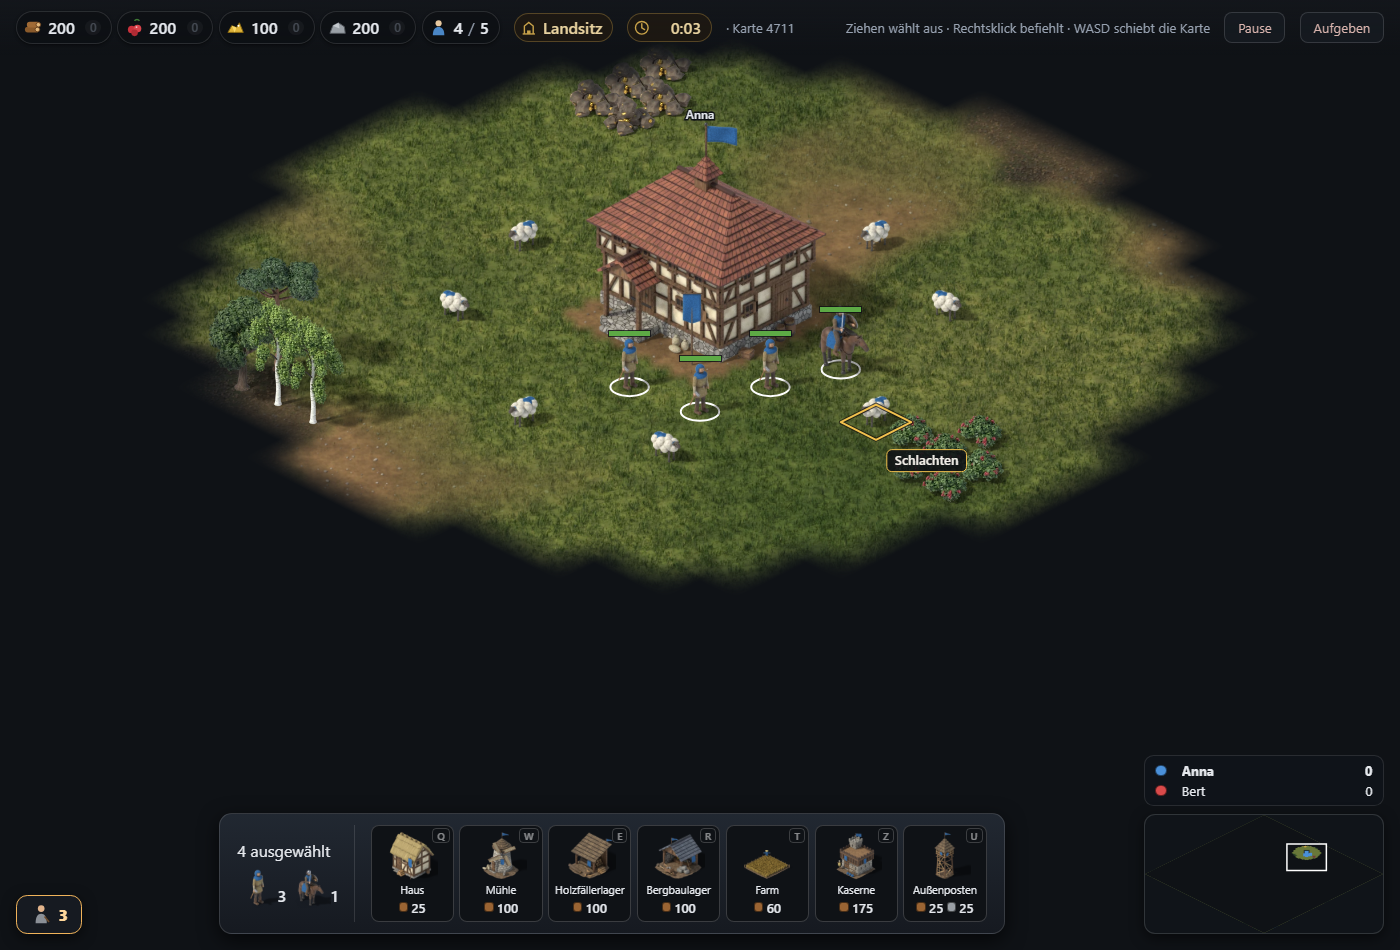 200 0 200 0 100 0 200 0 4 / 5 Landsitz 0:03 · Karte 4711 Ziehen wählt aus · Rechtsklick befiehlt · WASD schiebt die Karte Pause Aufgeben
Anna
Schlachten
Anna 0
Bert 0
4 ausgewählt
3 1
Q W E R T Z U
Haus Mühle Holzfällerlager Bergbaulager Farm Kaserne Außenposten
25 100 100 100 60 175 25 25
3